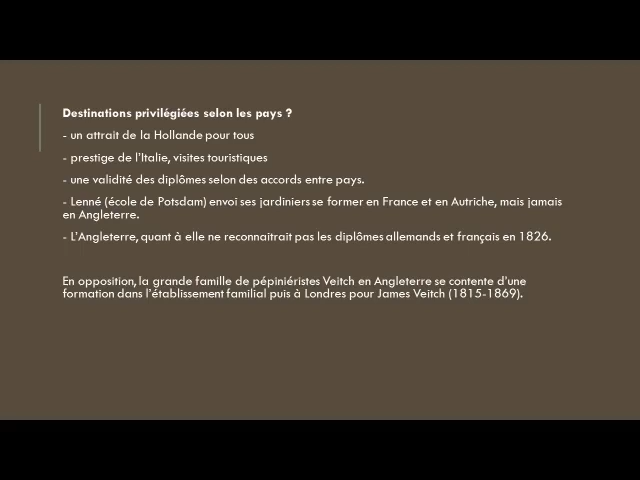 Destinations privilégiées selon les pays ?
- un attrait de la Hollande pour tous
- prestige de l'Italie, visites touristiques
- une validité des diplômes selon des accords entre pays.
- Lenné (école de Potsdam) envoi ses jardiniers se former en France et en Autriche, mais jamais
en Angleterre.
- L'Angleterre, quant à elle ne reconnaitrait pas les diplômes allemands et français en 1826.
En opposition, la grande famille de pépiniéristes Veitch en Angleterre se contente d'une
formation dans l'établissement familial puis à Londres pour James Veitch (1815-1869).